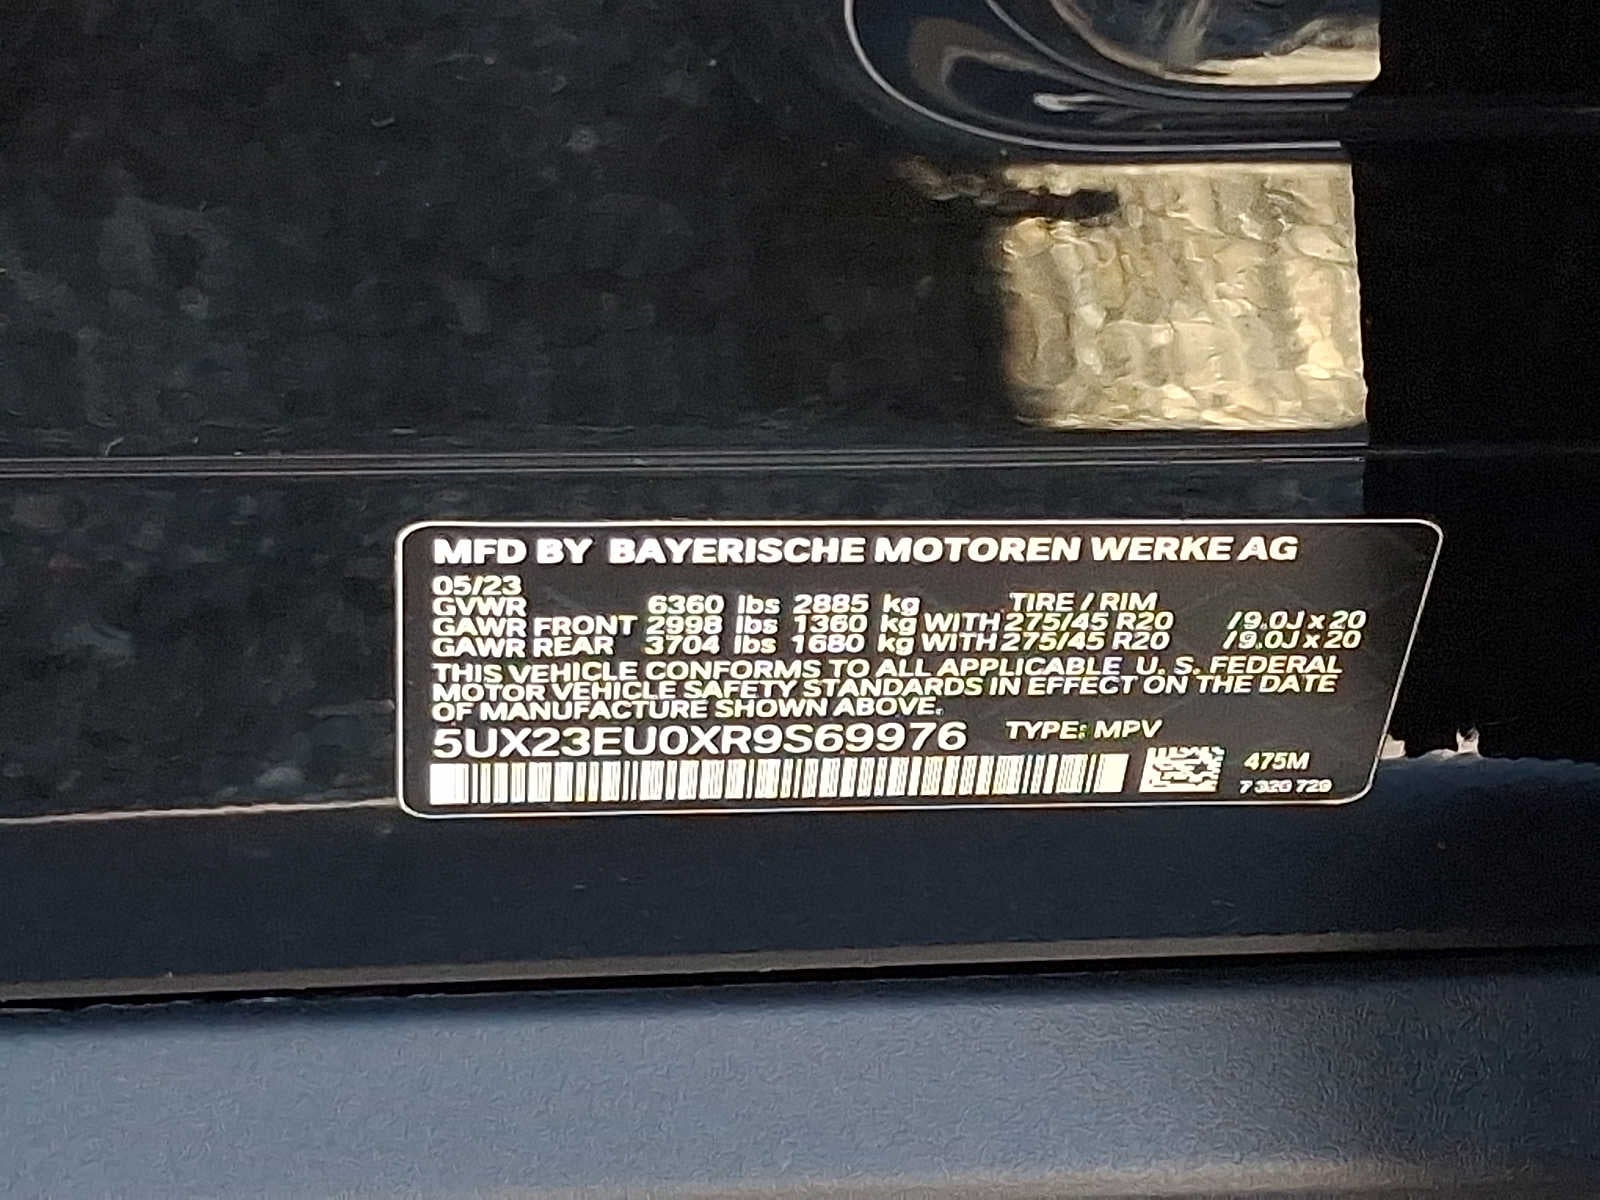 MFD BY BAYERISCHE MOTOREN WERKE AG
05/23
GVWR 6360 lbs 2885 kg TIRE / RIM
GAWR FRONT 2998 lbs 1360 kg WITH 275/45 R20 /9.0J x 20
GAWR REAR 3704 lbs 1680 kg WITH 275/45 R20 /9.0J x 20
THIS VEHICLE CONFORMS TO ALL APPLICABLE U. S. FEDERAL
MOTOR VEHICLE SAFETY STANDARDS IN EFFECT ON THE DATE
OF MANUFACTURE SHOWN ABOVE.
5UX23EU0XR9S69976 TYPE: MPV
475M
7 320 729